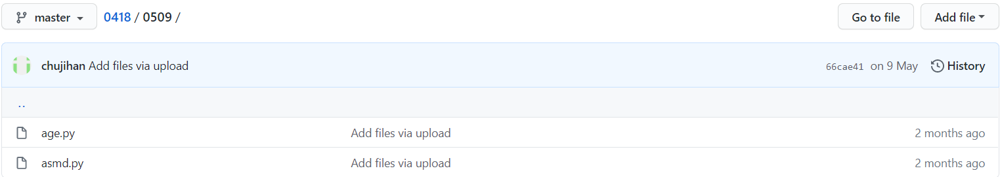 master 0418 / 0509 / Go to file Add file
chujihan Add files via upload 66cae41 on 9 May History
..
age.py Add files via upload 2 months ago
asmd.py Add files via upload 2 months ago